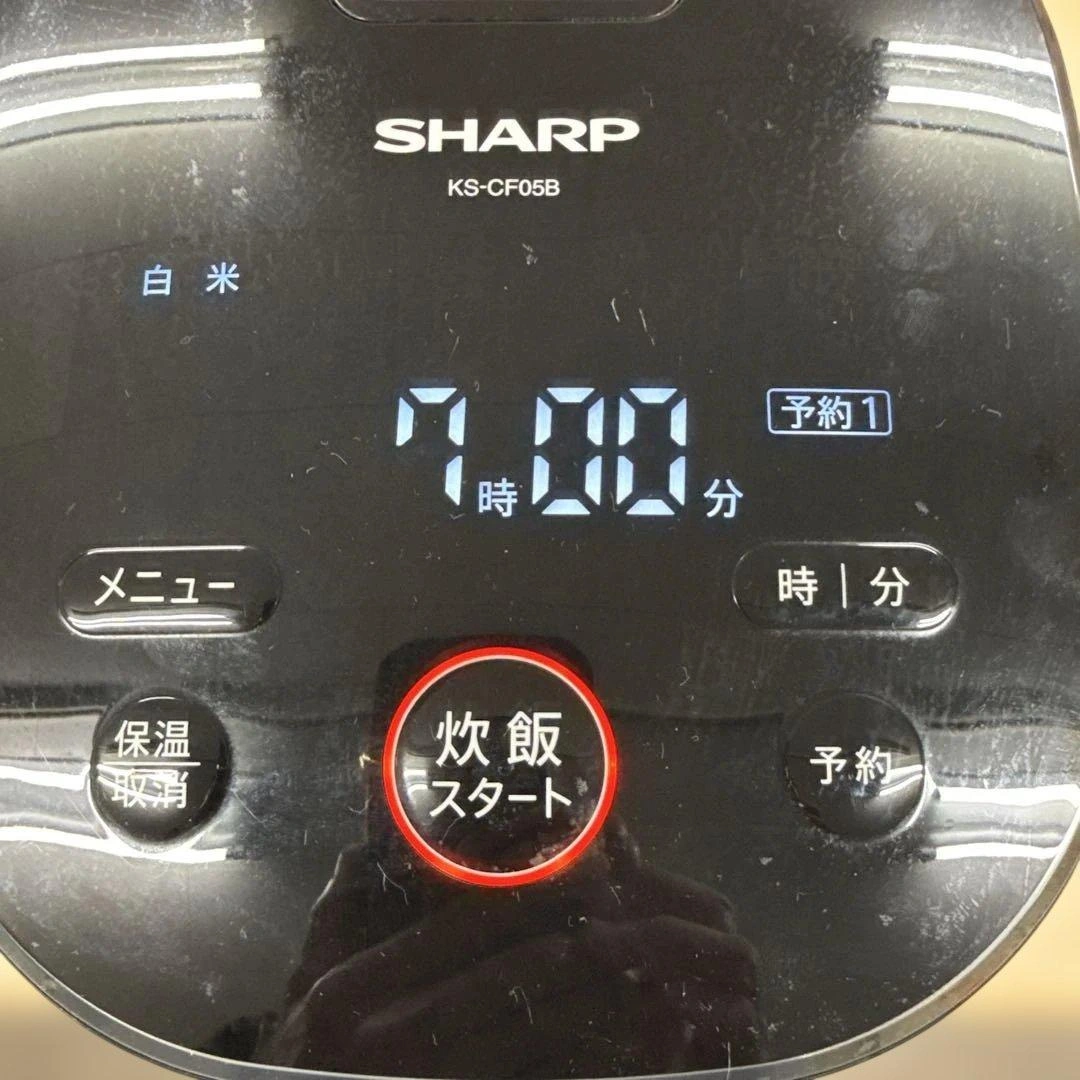 SHARP
KS-CF05B
白米
7時00分
予約1
メニュー
時|分
保温
取消
炊飯
スタート
予約